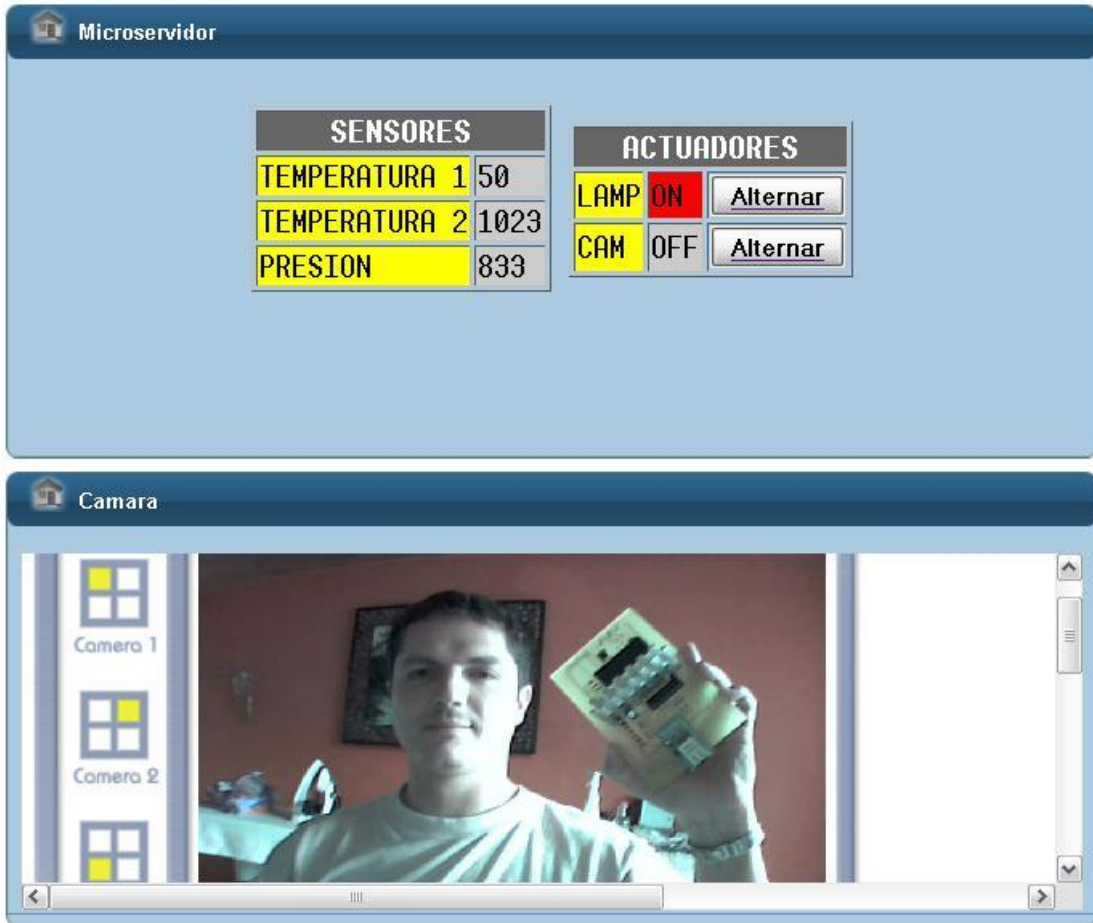 Microservidor
SENSORES
TEMPERATURA 1 50
TEMPERATURA 2 1023
PRESION 833
ACTUADORES
LAMP ON Alternar
CAM OFF Alternar
Camara
Camera 1
Camera 2